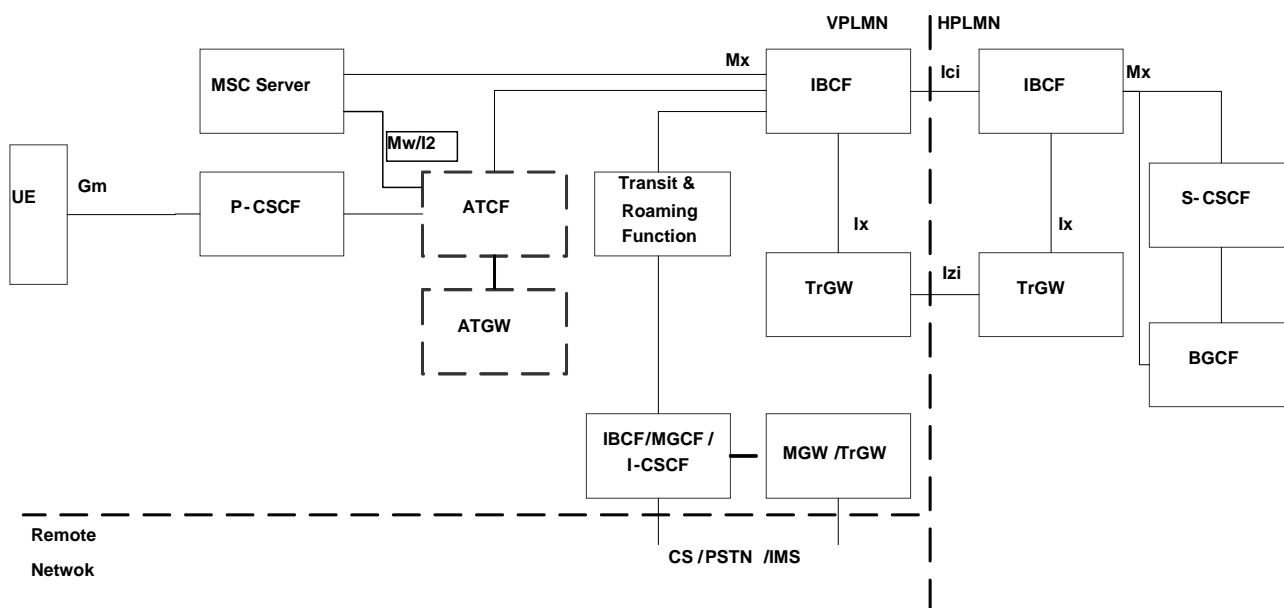 VPLMN
HPLMN
MSC Server
Mx
IBCF
Ici
IBCF
Mx
Mw/I2
UE
Gm
P-CSCF
ATCF
Transit &
Roaming
Function
Ix
Ix
S-CSCF
ATGW
TrGW
Izi
TrGW
BGCF
IBCF/MGCF/
I-CSCF
MGW /TrGW
Remote
Netwok
CS /PSTN /IMS